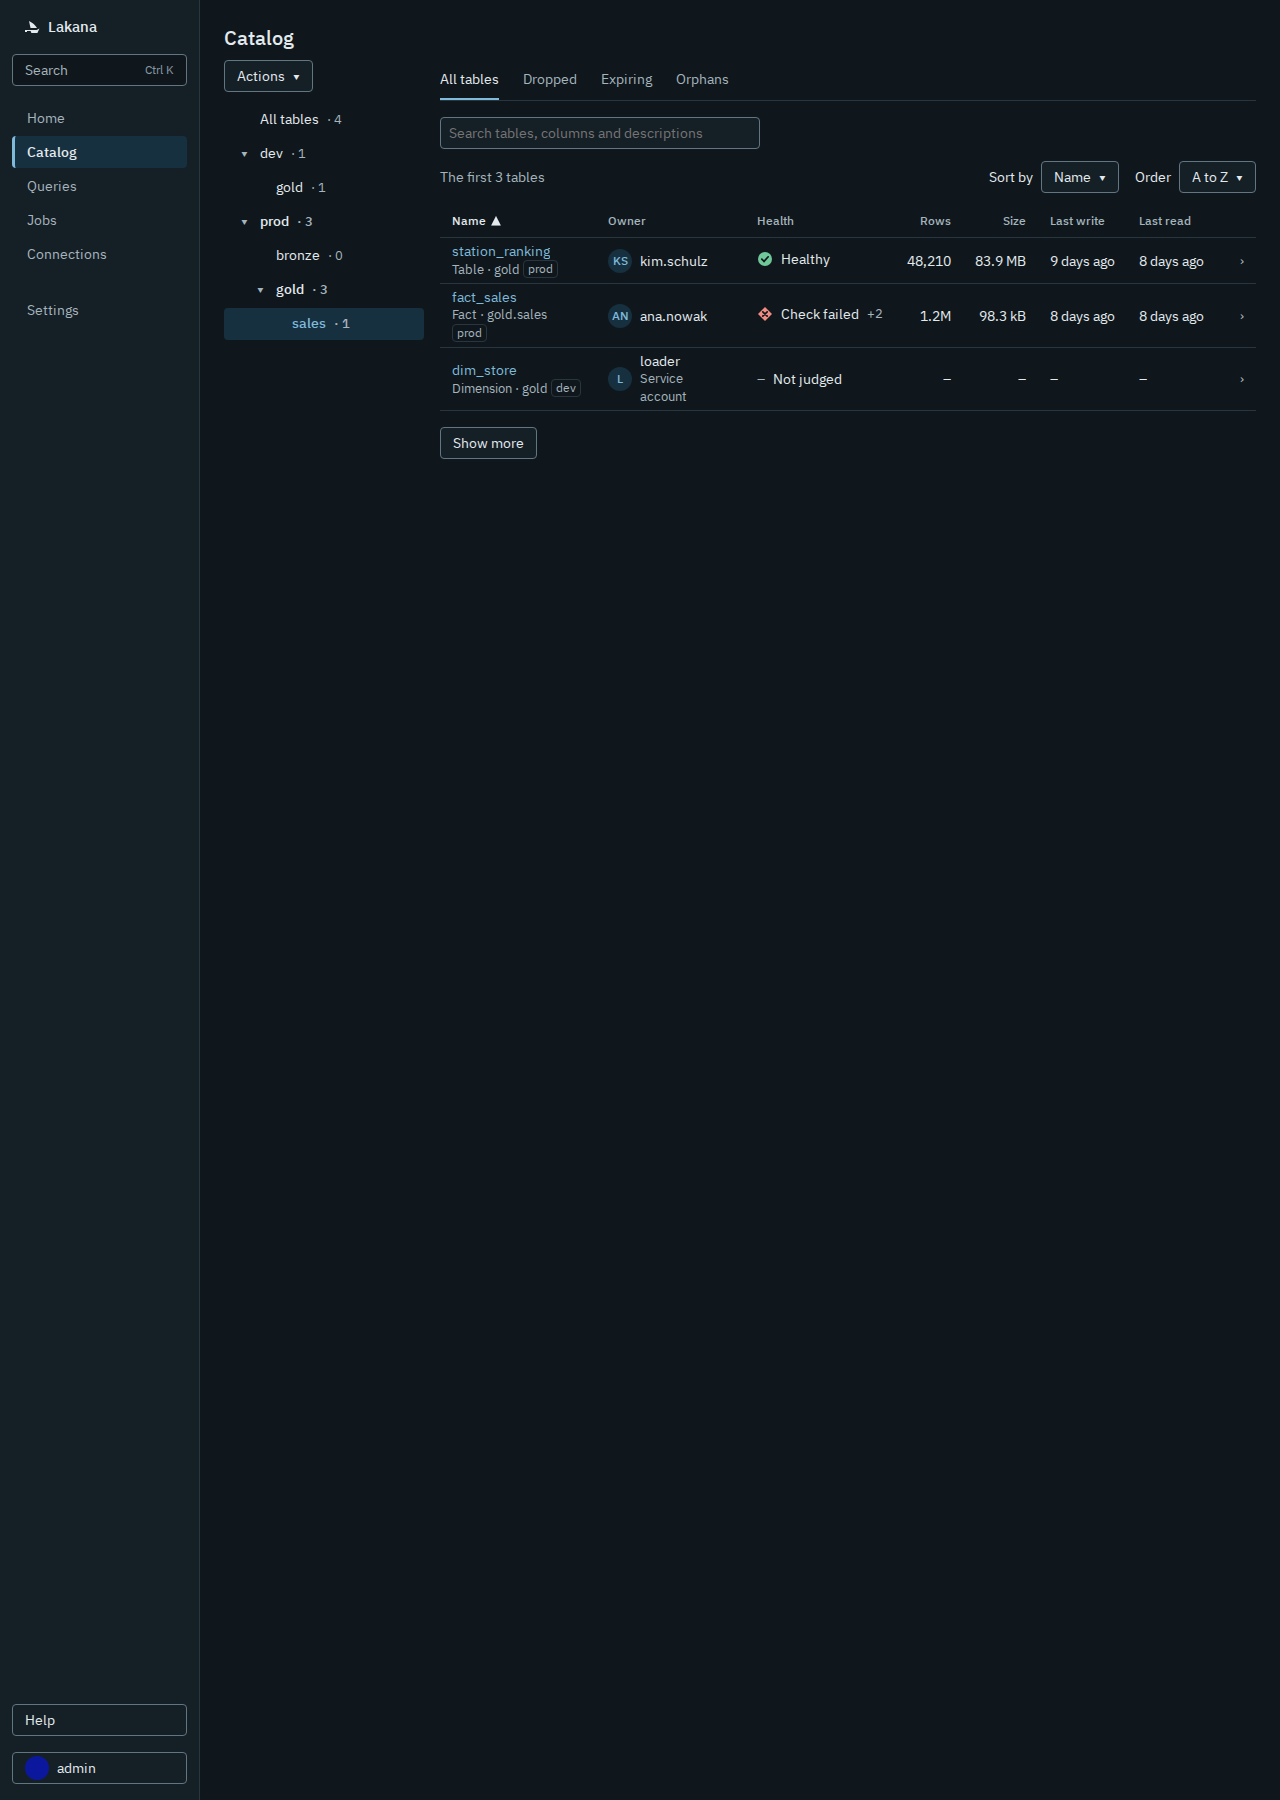 Lakana
Search Ctrl K
Home
Catalog
Queries
Jobs
Connections
Settings
Help
admin
Catalog
Actions ▾
All tables · 4
▾ dev · 1
gold · 1
▾ prod · 3
bronze · 0
▾ gold · 3
sales · 1
All tables Dropped Expiring Orphans
Search tables, columns and descriptions
The first 3 tables Sort by Name ▾ Order A to Z ▾
Name ▲ Owner Health Rows Size Last write Last read
station_ranking
Table · gold prod
KS kim.schulz Healthy 48,210 83.9 MB 9 days ago 8 days ago ›
fact_sales
Fact · gold.sales
prod
AN ana.nowak Check failed +2 1.2M 98.3 kB 8 days ago 8 days ago ›
dim_store
Dimension · gold dev
L loader
Service
account
– Not judged – – – – ›
Show more